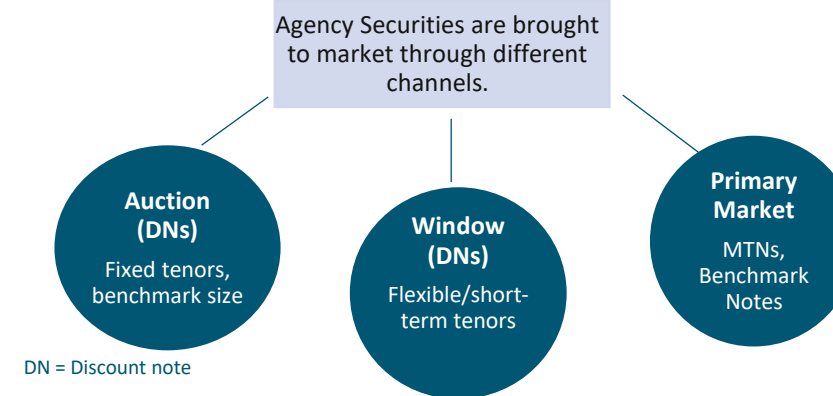 Agency Securities are brought
to market through different
channels.
Auction
(DNs)
Fixed tenors,
benchmark size
Window
(DNs)
Flexible/short-
term tenors
Primary
Market
MTNs,
Benchmark
Notes
DN = Discount note